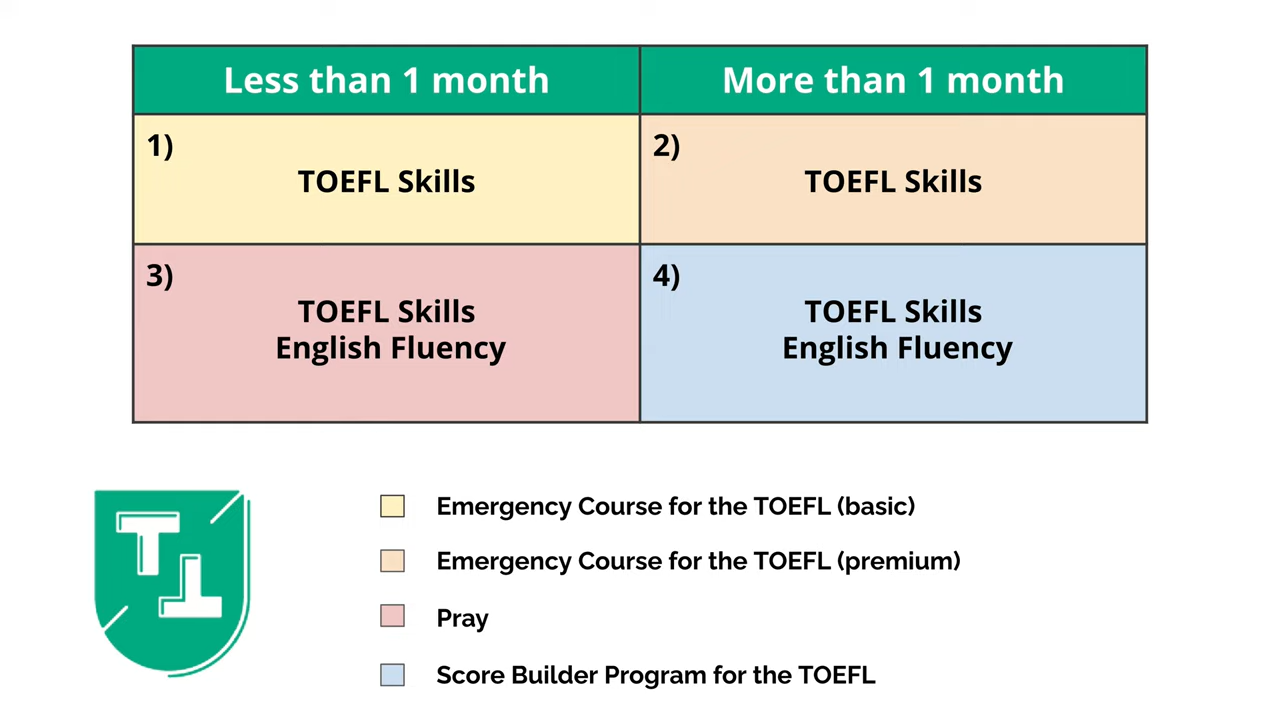 Less than 1 month
More than 1 month
1)
TOEFL Skills
2)
TOEFL Skills
3)
TOEFL Skills
English Fluency
4)
TOEFL Skills
English Fluency
TT
Emergency Course for the TOEFL (basic)
Emergency Course for the TOEFL (premium)
Pray
Score Builder Program for the TOEFL